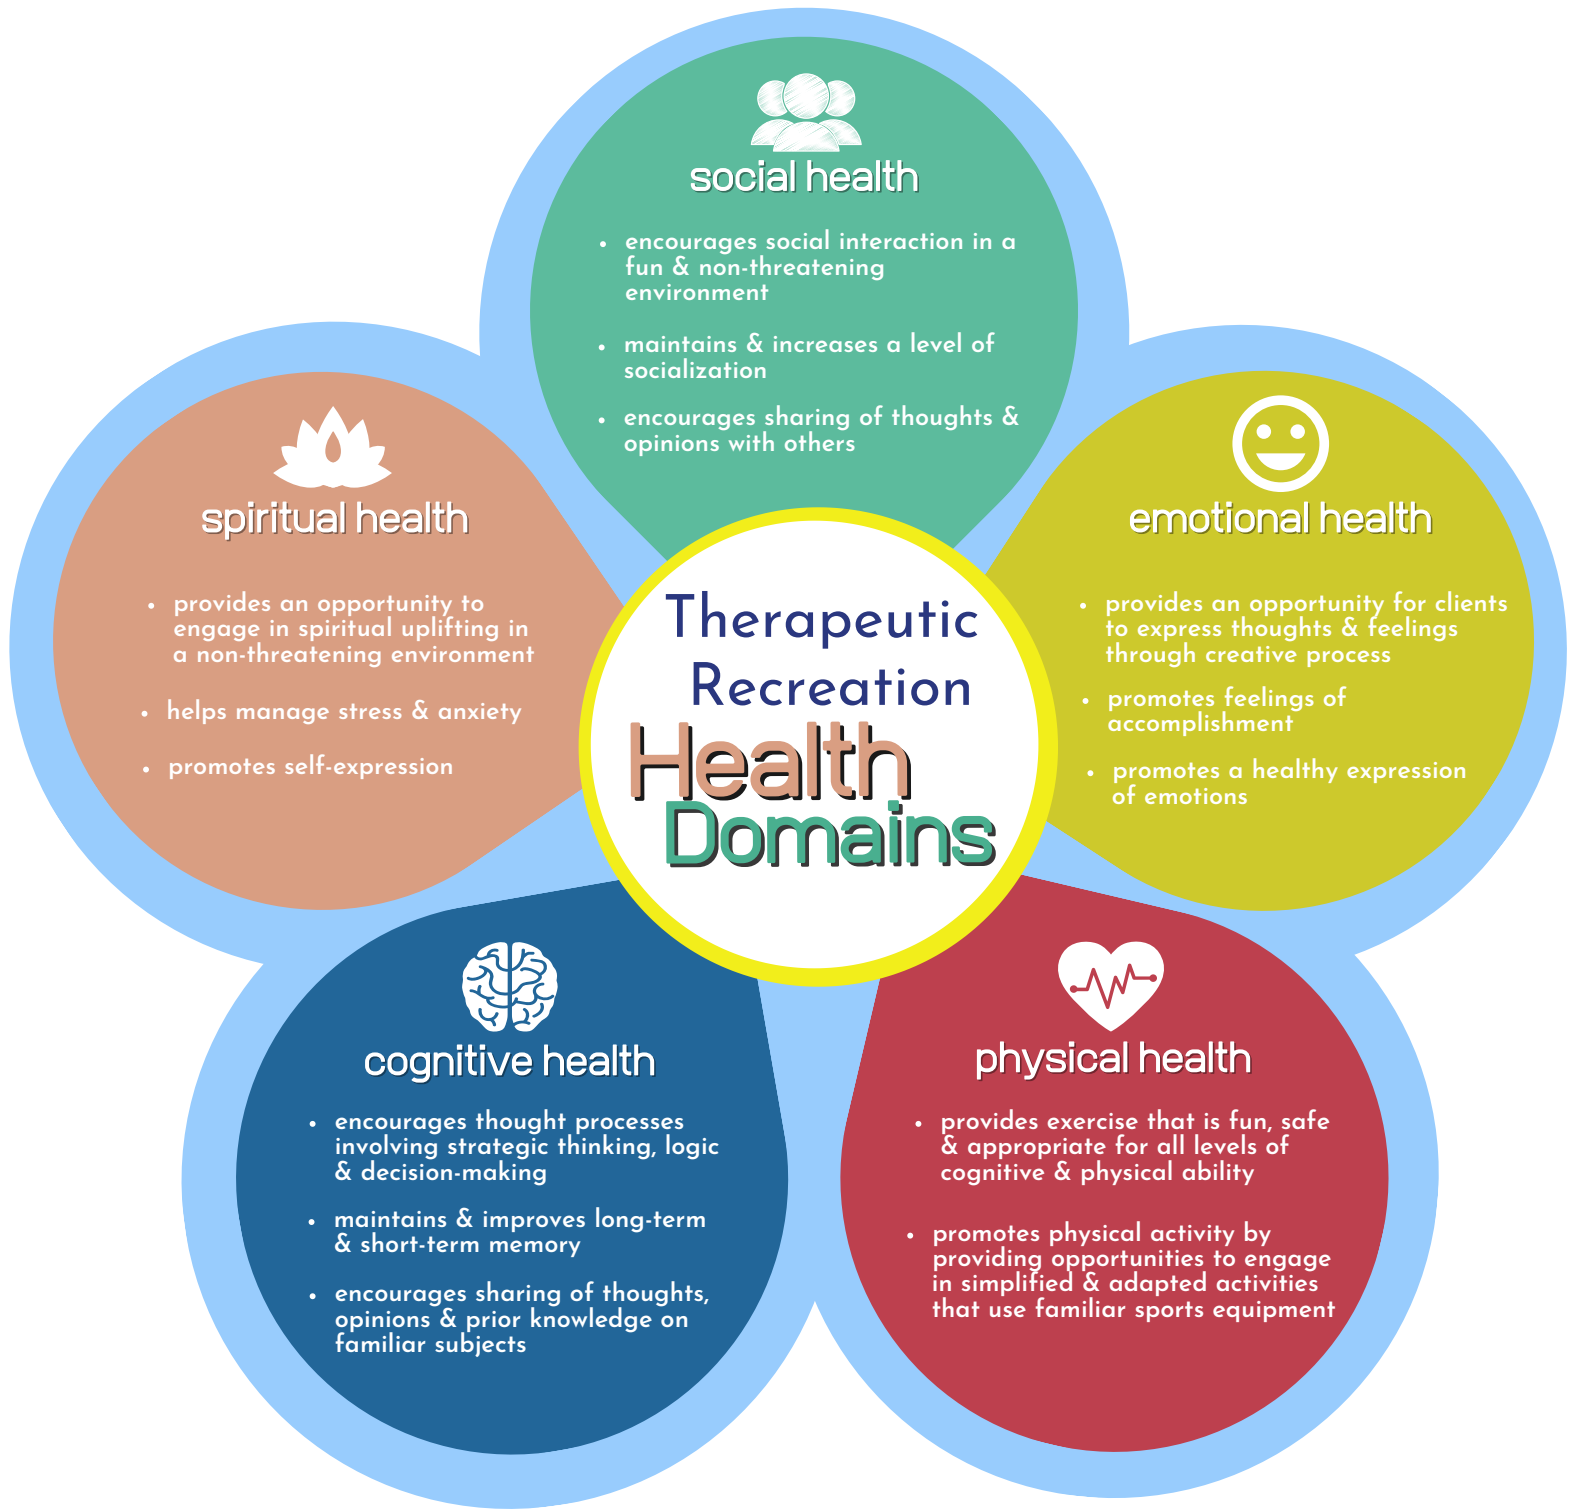 social health
• encourages social interaction in a
fun & non-threatening
environment
• maintains & increases a level of
socialization
• encourages sharing of thoughts &
opinions with others
spiritual health
• provides an opportunity to
engage in spiritual uplifting in
a non-threatening environment
• helps manage stress & anxiety
• promotes self-expression
Therapeutic
Recreation
Health
Domains
emotional health
• provides an opportunity for clients
to express thoughts & feelings
through creative process
• promotes feelings of
accomplishment
• promotes a healthy expression
of emotions
cognitive health
• encourages thought processes
involving strategic thinking, logic
& decision-making
• maintains & improves long-term
& short-term memory
• encourages sharing of thoughts,
opinions & prior knowledge on
familiar subjects
physical health
• provides exercise that is fun, safe
& appropriate for all levels of
cognitive & physical ability
• promotes physical activity by
providing opportunities to engage
in simplified & adapted activities
that use familiar sports equipment